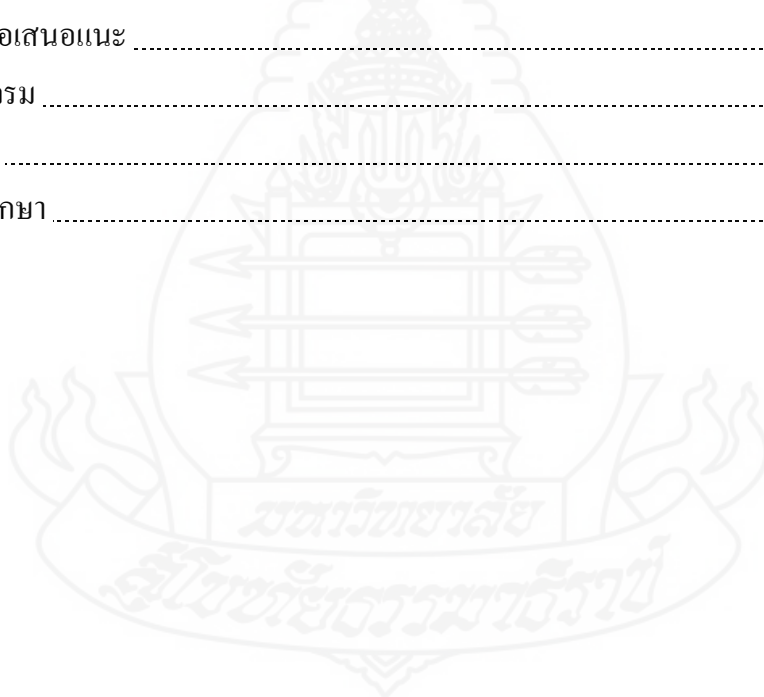 อเสนอแนะ
รรม
กษา
มหาวิทยาลัย
สุโขทัยธรรมาธิราช